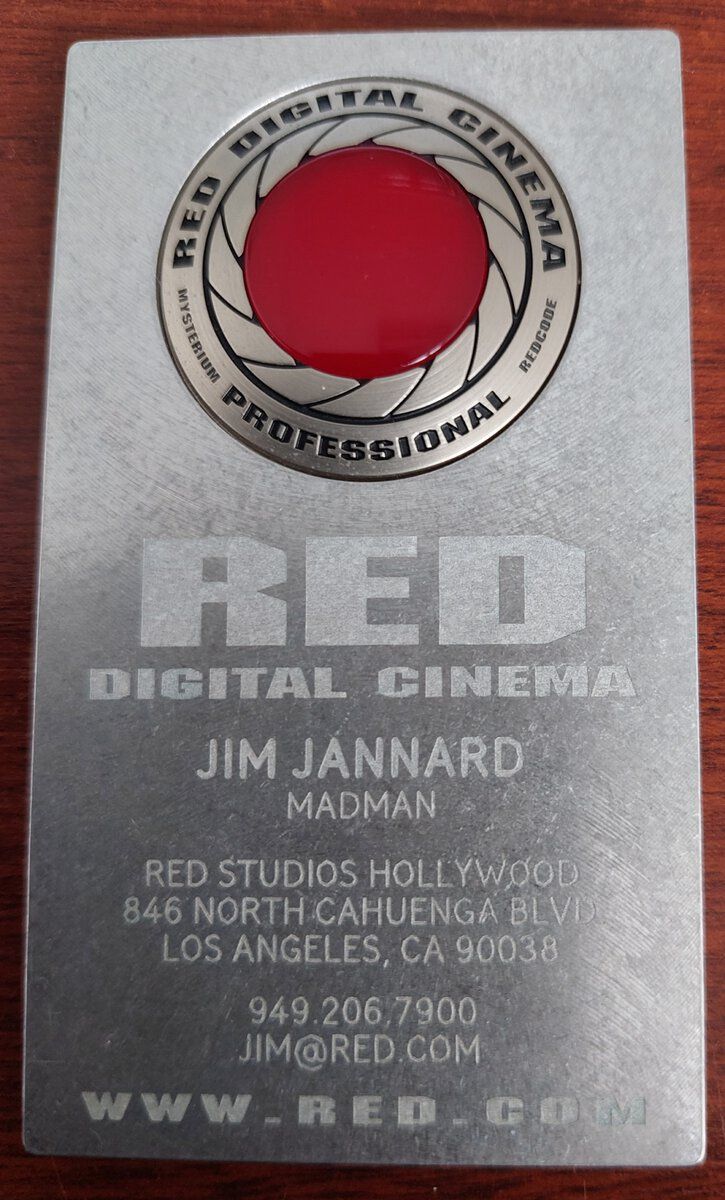 RED DIGITAL CINEMA
MYSTERIUM
REDCODE
PROFESSIONAL
RED
DIGITAL CINEMA
JIM JANNARD
MADMAN
RED STUDIOS HOLLYWOOD
846 NORTH CAHUENGA BLVD.
LOS ANGELES, CA 90038
949.206.7900
JIM@RED.COM
WWW.RED.COM